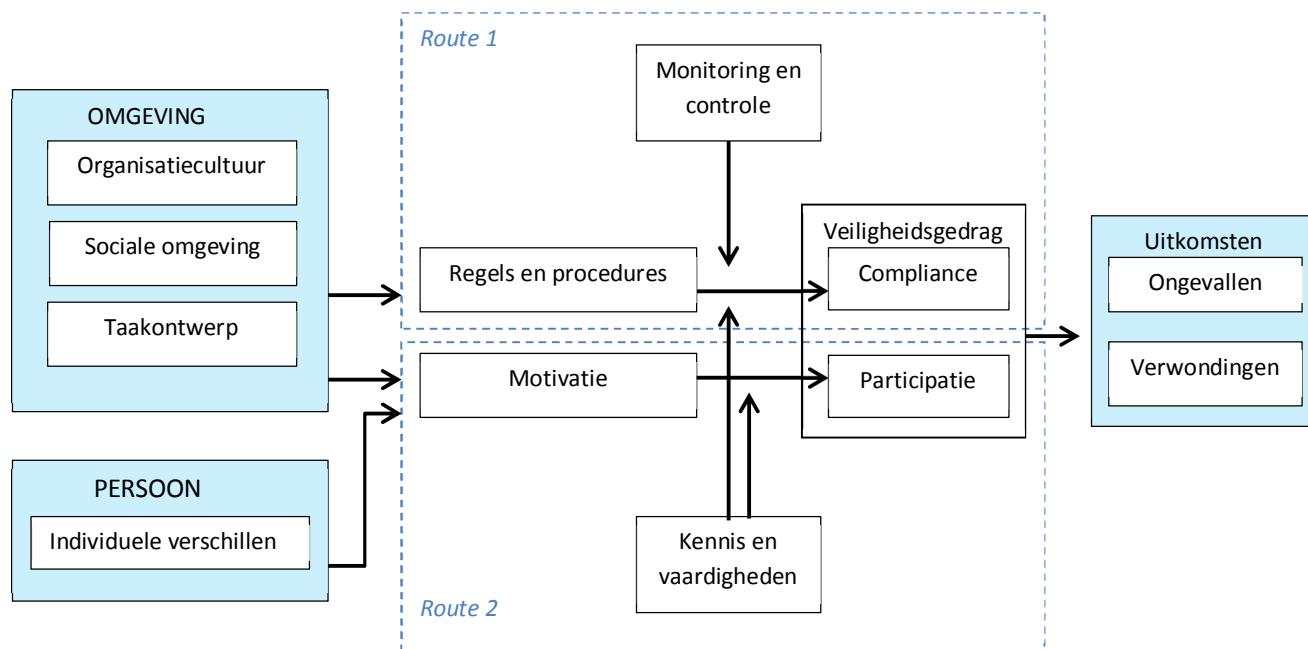 Route 1
Monitoring en
controle
OMGEVING
Organisatiecultuur
Sociale omgeving
Taakontwerp
Regels en procedures
Veiligheidsgedrag
Compliance
Uitkomsten
Ongevallen
Verwondingen
Motivatie
Participatie
PERSOON
Individuele verschillen
Kennis en
vaardigheden
Route 2